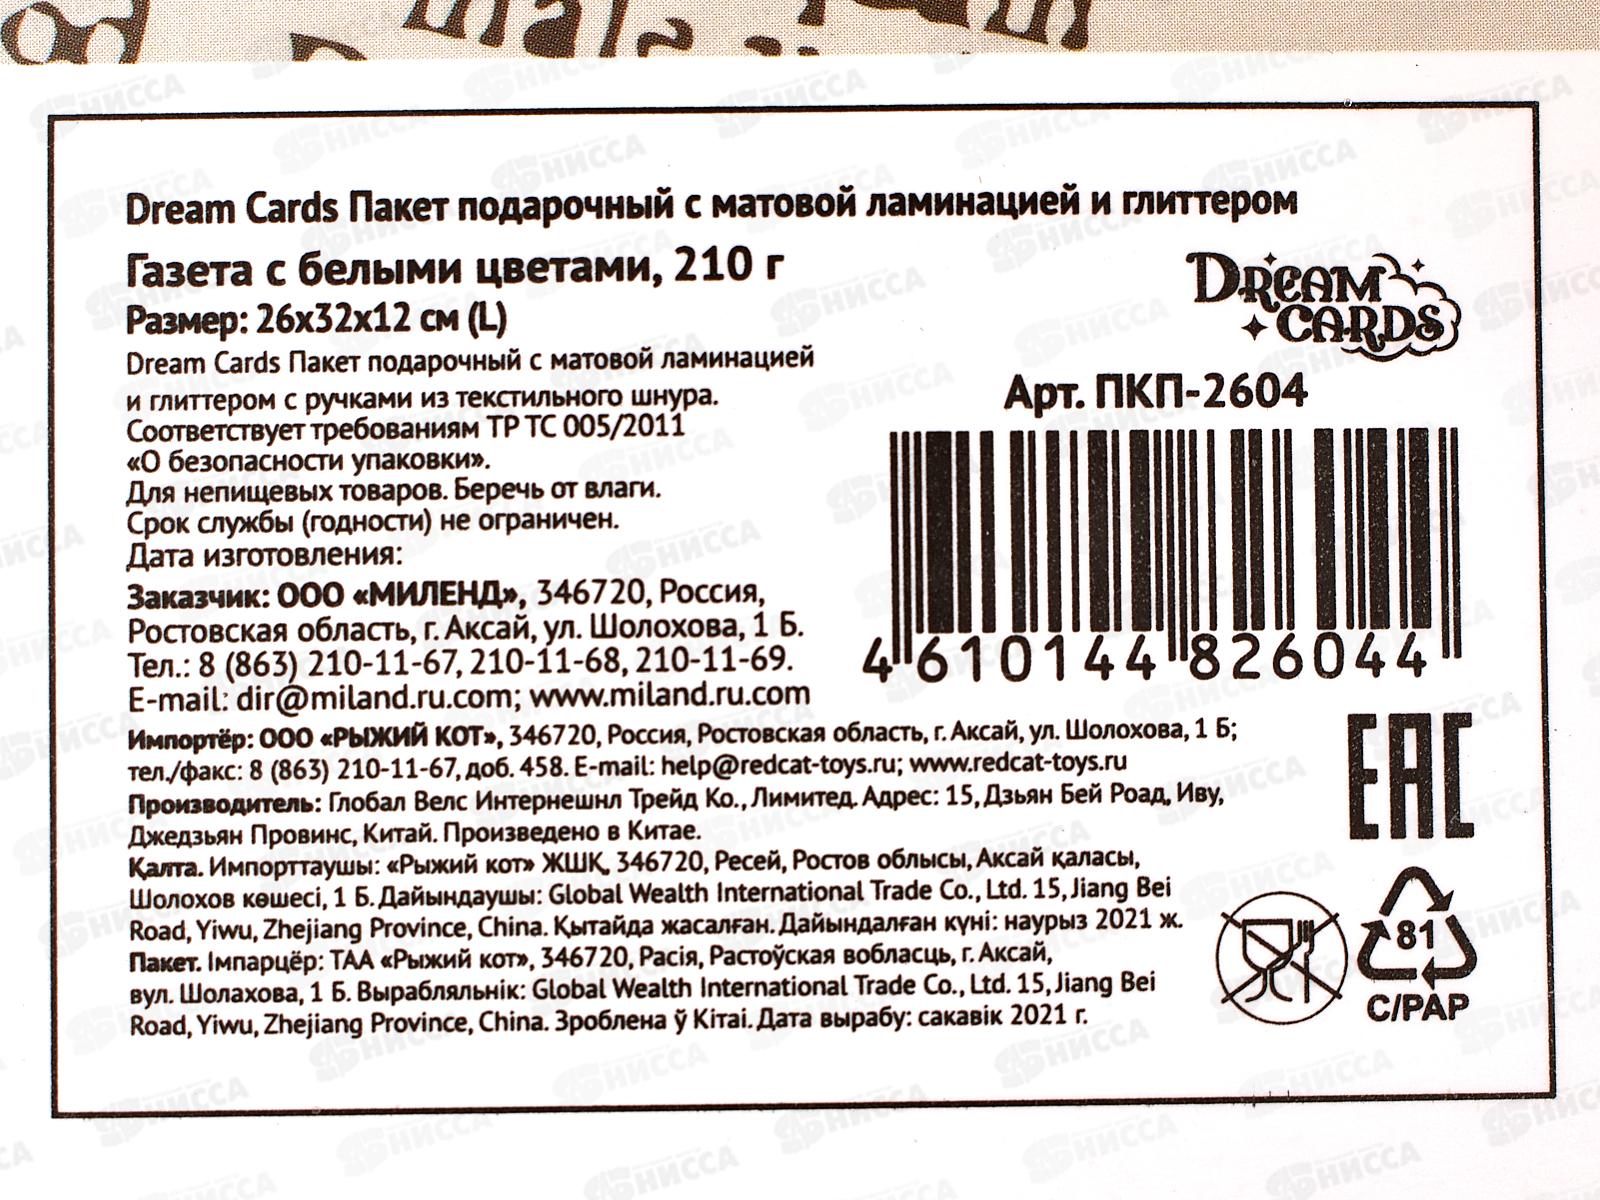 Dream Cards Пакет подарочный с матовой ламинацией и глиттером
Газета с белыми цветами, 210 г
Размер: 26х32х12 см (L)
Dream Cards Пакет подарочный с матовой ламинацией
и глиттером с ручками из текстильного шнура.
Соответствует требованиям ТР ТС 005/2011
«О безопасности упаковки».
Для непищевых товаров. Беречь от влаги.
Срок службы (годности) не ограничен.
Дата изготовления:
Заказчик: ООО «МИЛЕНД», 346720, Россия,
Ростовская область, г. Аксай, ул. Шолохова, 1 Б.
Тел.: 8 (863) 210-11-67, 210-11-68, 210-11-69.
E-mail: dir@miland.ru.com; www.miland.ru.com
DREAM
CARDS
Арт. ПКП-2604
4 610144 826044
Импортёр: ООО «РЫЖИЙ КОТ», 346720, Россия, Ростовская область, г. Аксай, ул. Шолохова, 1 Б;
тел./факс: 8 (863) 210-11-67, доб. 458. E-mail: help@redcat-toys.ru; www.redcat-toys.ru
Производитель: Глобал Велс Интернешнл Трейд Ко., Лимитед. Адрес: 15, Дзьян Бей Роад, Иву,
Джедзьян Провинс, Китай. Произведено в Китае.
Қалта. Импорттаушы: «Рыжий кот» ЖШҚ, 346720, Ресей, Ростов облысы, Аксай қаласы,
Шолохов көшесі, 1 Б. Дайындаушы: Global Wealth International Trade Co., Ltd. 15, Jiang Bei
Road, Yiwu, Zhejiang Province, China. Қытайда жасалған. Дайындалған күні: наурыз 2021 ж.
Пакет. Імпарцёр: ТАА «Рыжий кот», 346720, Расія, Растоўская вобласць, г. Аксай,
вул. Шолахова, 1 Б. Вырабляльнік: Global Wealth International Trade Co., Ltd. 15, Jiang Bei
Road, Yiwu, Zhejiang Province, China. Зроблена ў Кітаі. Дата вырабу: сакавік 2021 г.
EAC
81
C/PAP
НИССА